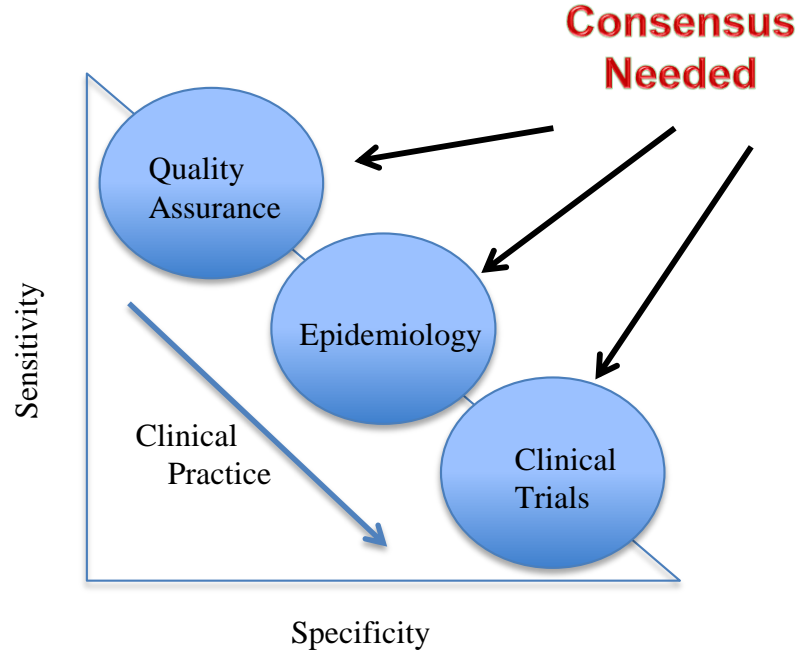 Consensus
Needed
Quality
Assurance
Epidemiology
Clinical
Trials
Clinical
Practice
Sensitivity
Specificity